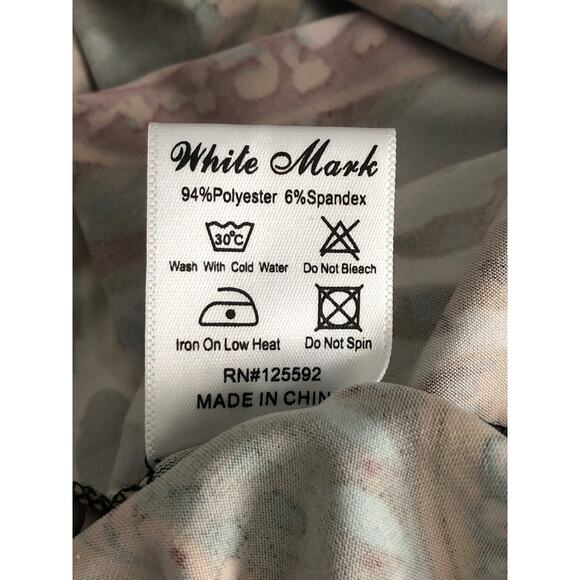 White Mark
94%Polyester 6%Spandex
30°C
Wash With Cold Water Do Not Bleach
Iron On Low Heat Do Not Spin
RN#125592
MADE IN CHIN